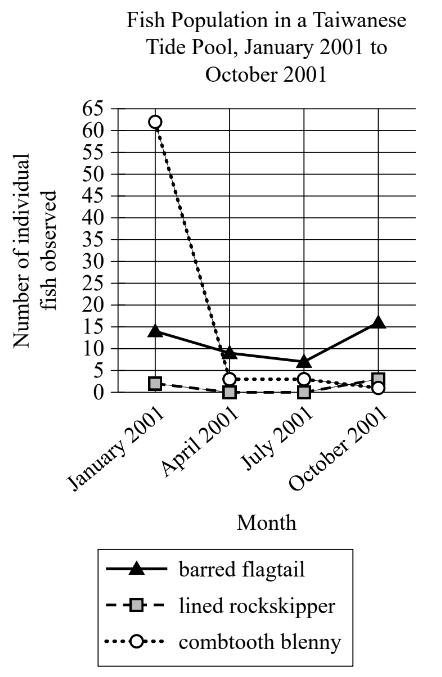 Fish Population in a Taiwanese
Tide Pool, January 2001 to
October 2001
Number of individual
fish observed
65
60
55
50
45
40
35
30
25
20
15
10
5
0
January 2001
April 2001
July 2001
October 2001
Month
barred flagtail
lined rockskipper
combtooth blenny